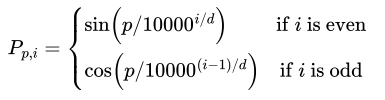 P_{p,i} = { sin(p/10000^{i/d}) if i is even
cos(p/10000^{(i−1)/d}) if i is odd